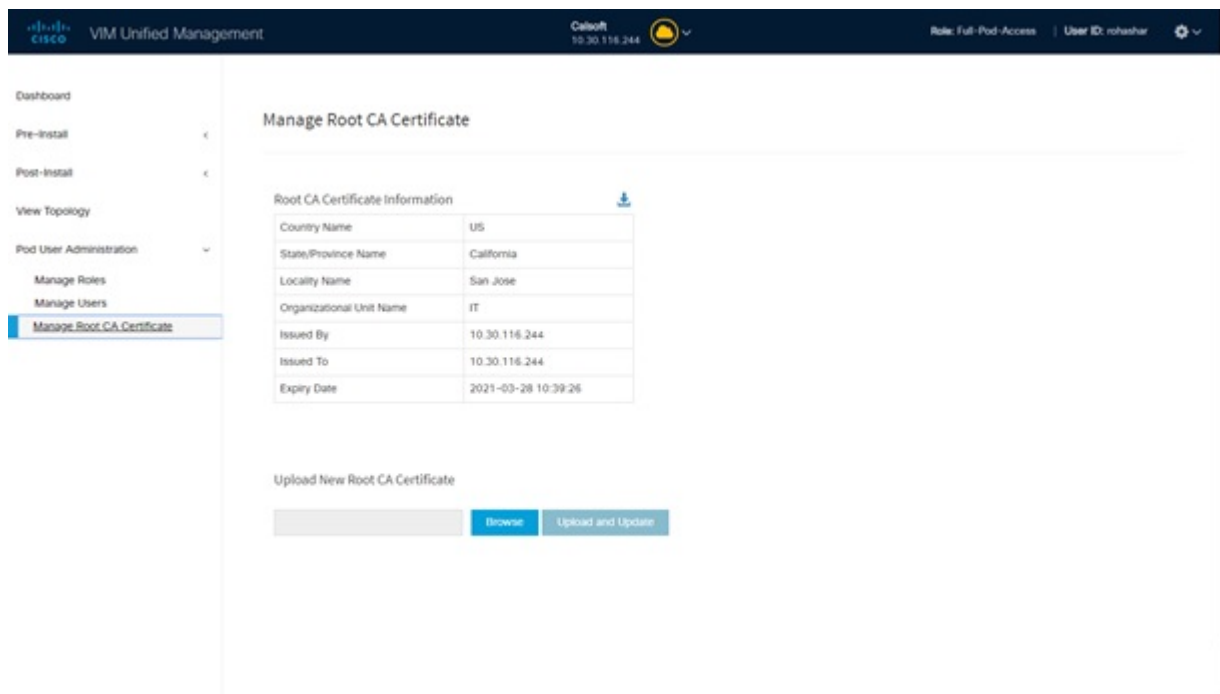 CISCO
VIM Unified Management
Calsoft
10.30.116.244
Role: Full-Pod-Access | User ID: rohashar
Dashboard
Pre-Install
Post-Install
View Topology
Pod User Administration
Manage Roles
Manage Users
Manage Root CA Certificate
Manage Root CA Certificate
Root CA Certificate Information
Country Name US
State/Province Name California
Locality Name San Jose
Organizational Unit Name IT
Issued By 10.30.116.244
Issued To 10.30.116.244
Expiry Date 2021-03-28 10:39:26
Upload New Root CA Certificate
Browse Upload and Update